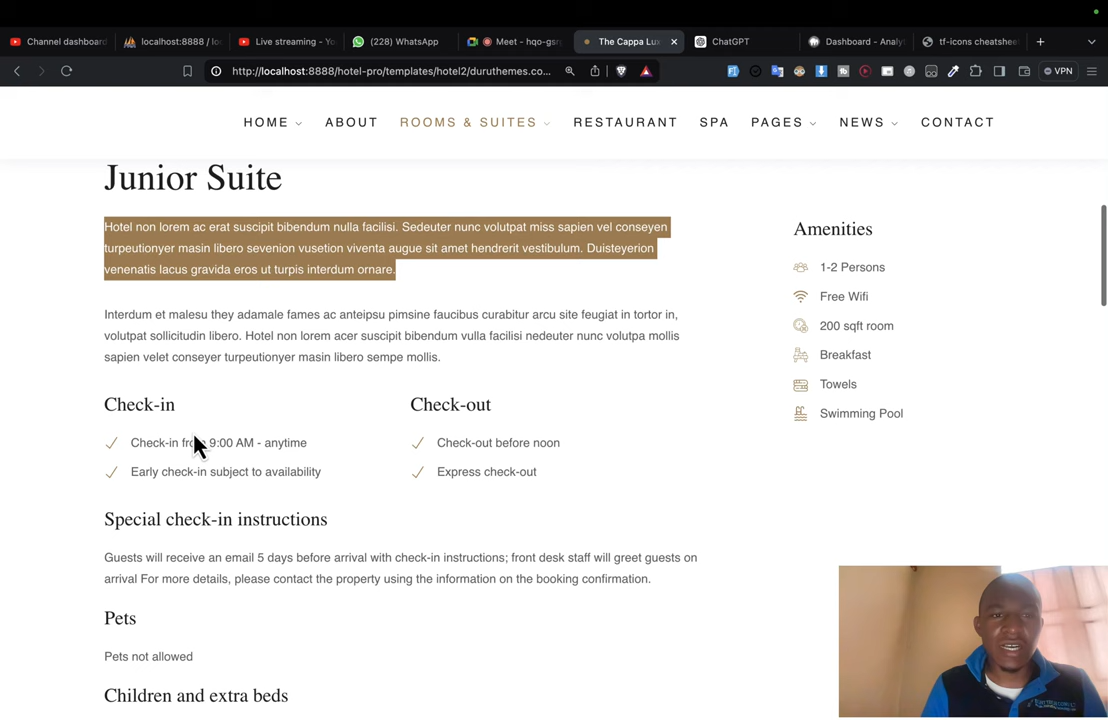 Channel dashboard
localhost:8888 / loc
Live streaming - Yo
(228) WhatsApp
Meet - hqo-gsr
The Cappa Lux
ChatGPT
Dashboard - Analy
tf-icons cheatshee
http://localhost:8888/hotel-pro/templates/hotel2/duruthemes.co...
VPN
HOME
ABOUT
ROOMS & SUITES
RESTAURANT
SPA
PAGES
NEWS
CONTACT
Junior Suite
Hotel non lorem ac erat suscipit bibendum nulla facilisi. Sedeuter nunc volutpat miss sapien vel conseyen
turpeutionyer masin libero sevenion vusetion viventa augue sit amet hendrerit vestibulum. Duisteyerion
venenatis lacus gravida eros ut turpis interdum ornare.
Interdum et malesu they adamale fames ac anteipsu pimsine faucibus curabitur arcu site feugiat in tortor in,
volutpat sollicitudin libero. Hotel non lorem acer suscipit bibendum vulla facilisi nedeuter nunc volutpa mollis
sapien velet conseyer turpeutionyer masin libero sempe mollis.
Check-in
Check-in from 9:00 AM - anytime
Early check-in subject to availability
Check-out
Check-out before noon
Express check-out
Special check-in instructions
Guests will receive an email 5 days before arrival with check-in instructions; front desk staff will greet guests on
arrival For more details, please contact the property using the information on the booking confirmation.
Pets
Pets not allowed
Children and extra beds
Amenities
1-2 Persons
Free Wifi
200 sqft room
Breakfast
Towels
Swimming Pool